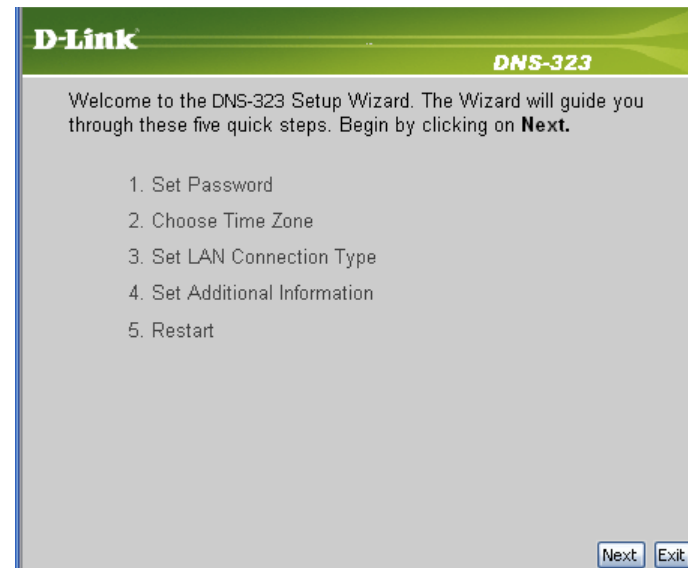 D-Link
DNS-323
Welcome to the DNS-323 Setup Wizard. The Wizard will guide you
through these five quick steps. Begin by clicking on Next.
1. Set Password
2. Choose Time Zone
3. Set LAN Connection Type
4. Set Additional Information
5. Restart
Next Exit